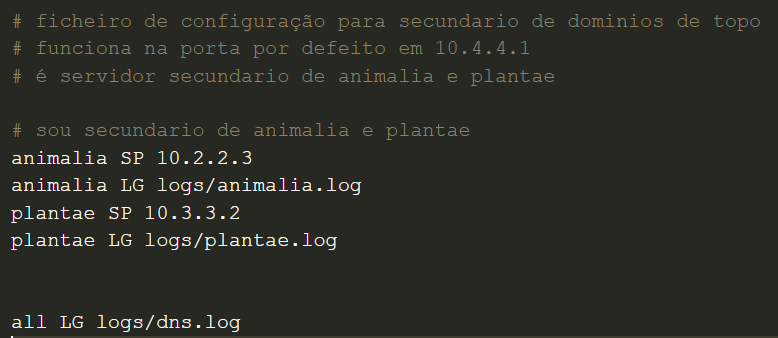 # ficheiro de configuração para secundario de dominios de topo
# funciona na porta por defeito em 10.4.4.1
# é servidor secundario de animalia e plantae
# sou secundario de animalia e plantae
animalia SP 10.2.2.3
animalia LG logs/animalia.log
plantae SP 10.3.3.2
plantae LG logs/plantae.log
all LG logs/dns.log